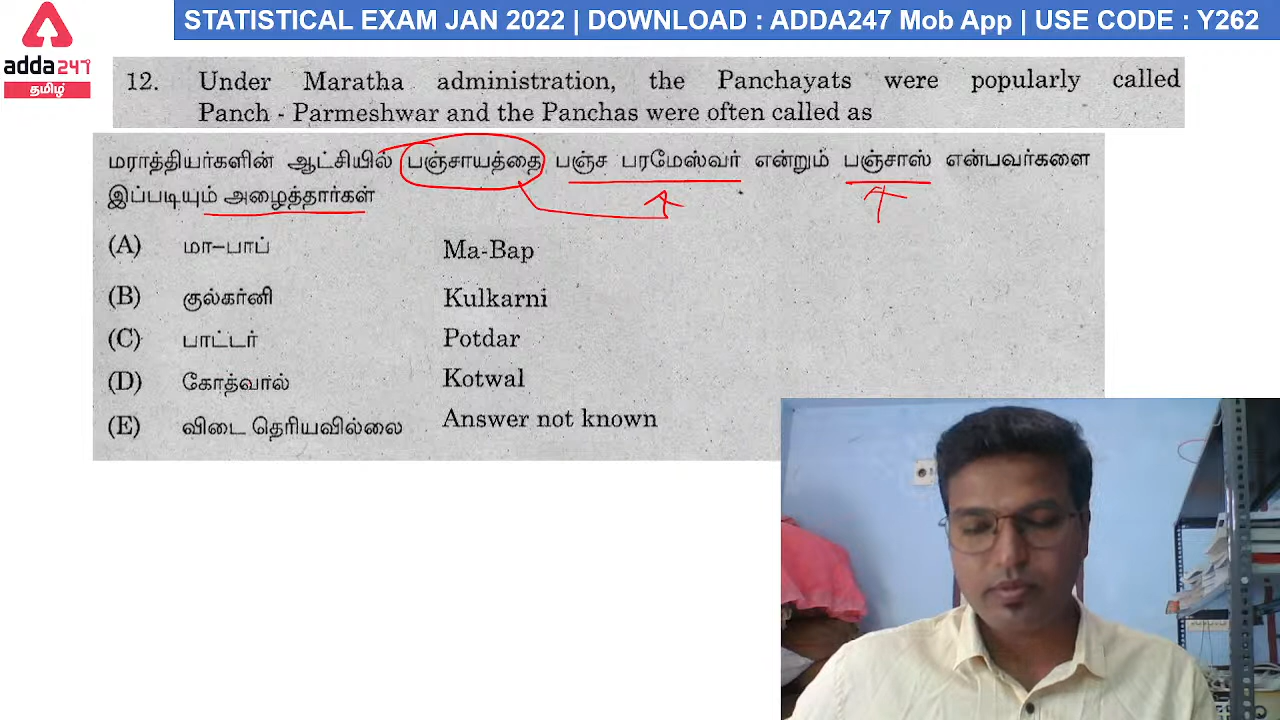 STATISTICAL EXAM JAN 2022 | DOWNLOAD : ADDA247 Mob App | USE CODE : Y262
adda247
தமிழ்
12. Under Maratha administration, the Panchayats were popularly called
Panch - Parmeshwar and the Panchas were often called as
மராத்தியர்களின் ஆட்சியில் பஞ்சாயத்தை பஞ்ச பரமேஸ்வர் என்றும் பஞ்சாஸ் என்பவர்களை
இப்படியும் அழைத்தார்கள்
(A) மா–பாப் Ma-Bap
(B) குல்கர்னி Kulkarni
(C) பாட்டர் Potdar
(D) கோத்வால் Kotwal
(E) விடை தெரியவில்லை Answer not known